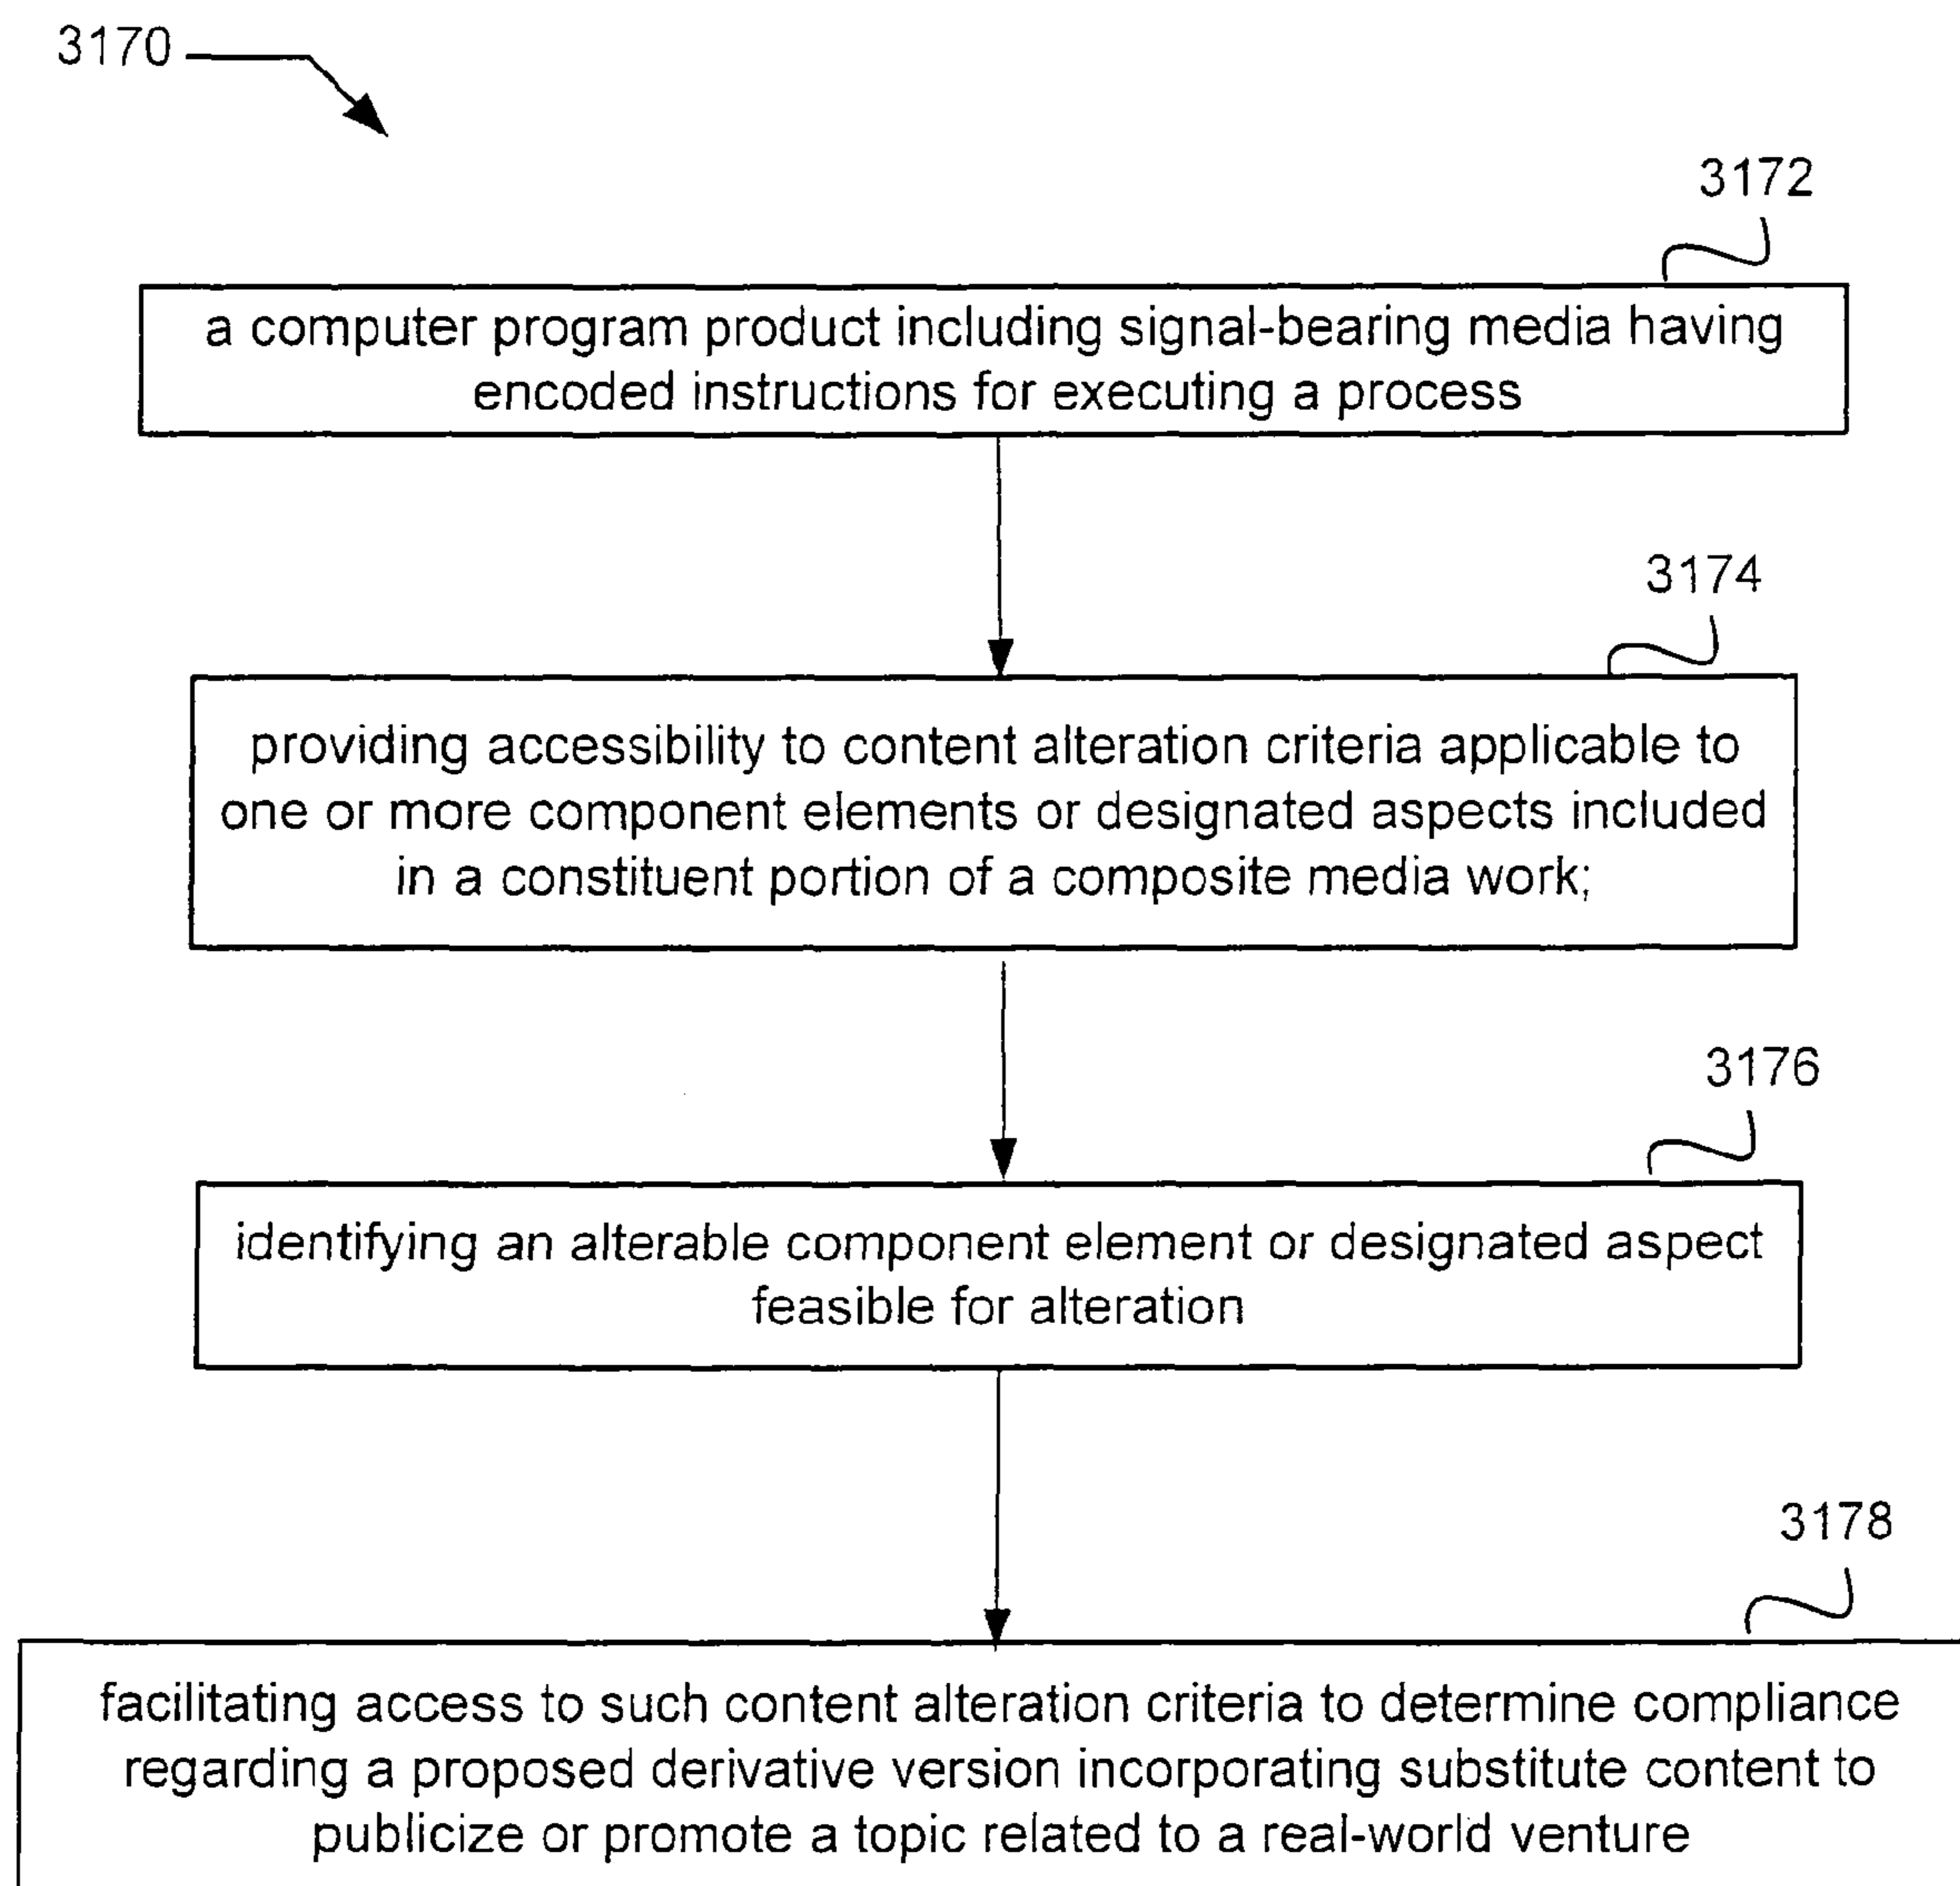 3170
3172
a computer program product including signal-bearing media having
encoded instructions for executing a process
3174
providing accessibility to content alteration criteria applicable to
one or more component elements or designated aspects included
in a constituent portion of a composite media work;
3176
identifying an alterable component element or designated aspect
feasible for alteration
3178
facilitating access to such content alteration criteria to determine compliance
regarding a proposed derivative version incorporating substitute content to
publicize or promote a topic related to a real-world venture